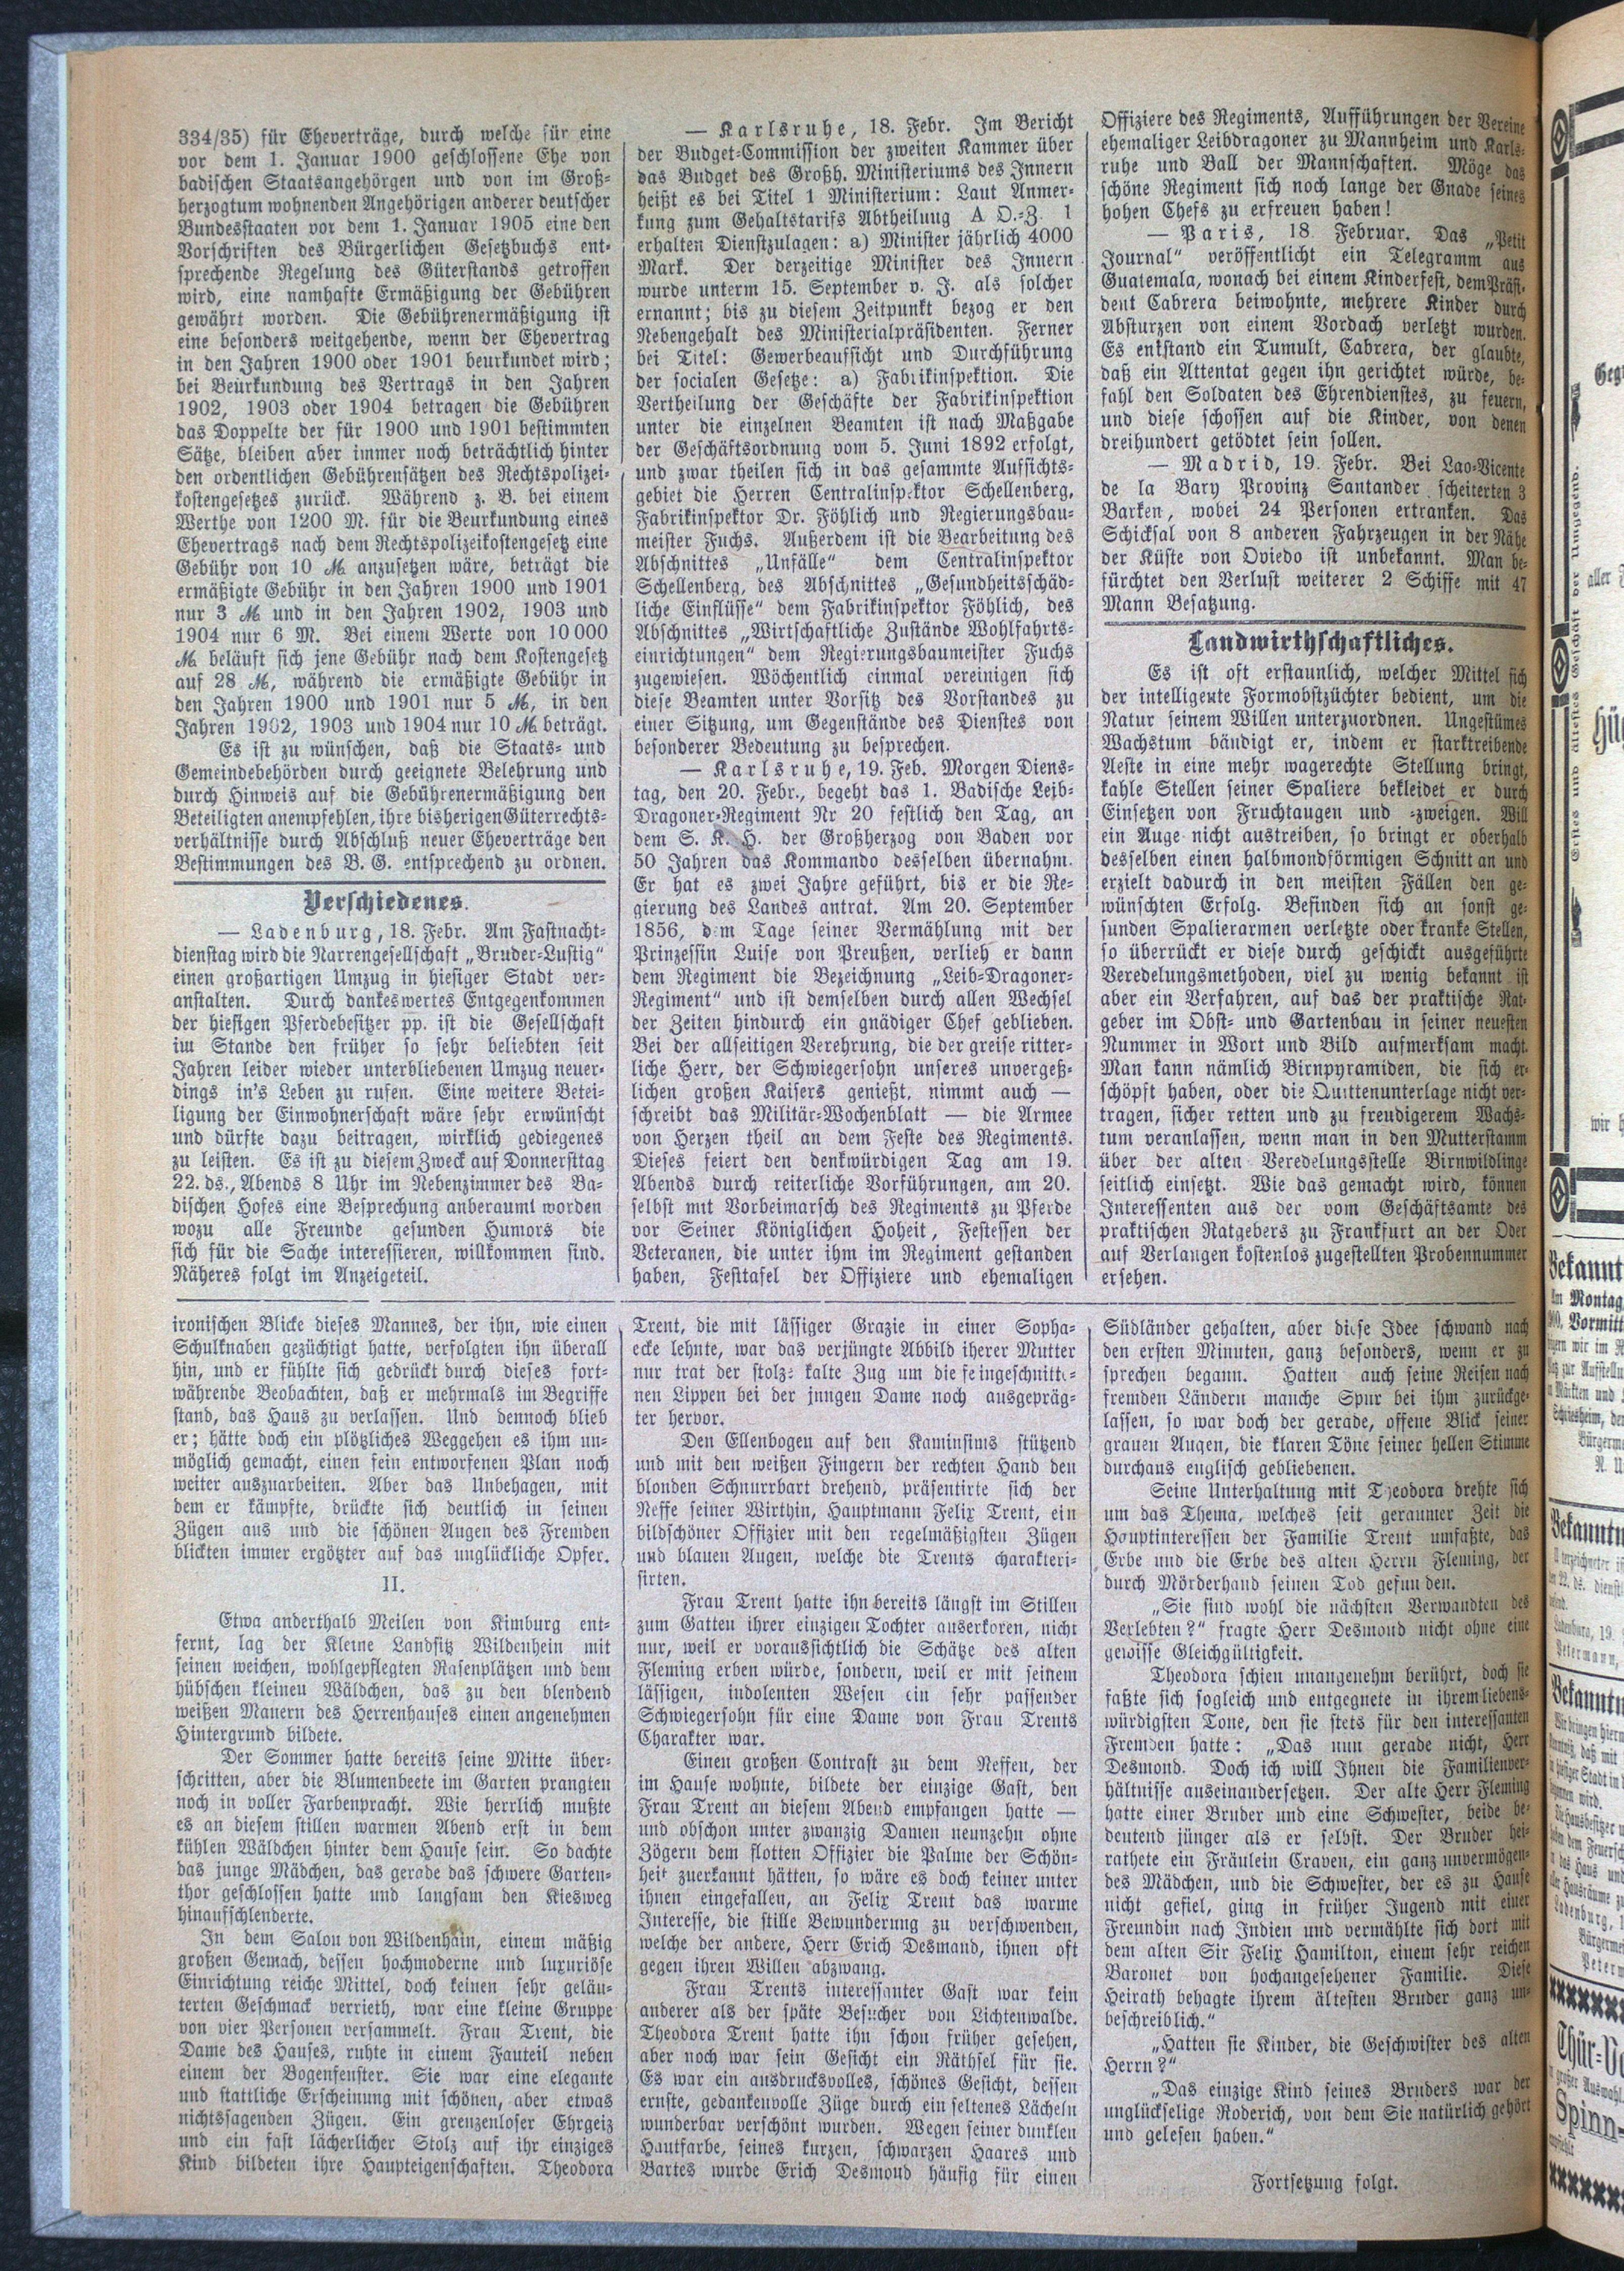 334/35) für Eheverträge, durch welche für eine
vor dem 1. Januar 1900 geschlossene Ehe von
badischen Staatsangehörgen und von im Groß-
herzogtum wohnenden Angehörigen anderer deutscher
Bundesstaaten vor dem 1. Januar 1905 eine den
Vorschriften des Bürgerlichen Gesetzbuchs ent-
sprechende Regelung des Güterstands getroffen
wird, eine namhafte Ermäßigung der Gebühren
gewährt worden. Die Gebührenermäßigung ist
eine besonders weitgehende, wenn der Ehevertrag
in den Jahren 1900 oder 1901 beurkundet wird;
bei Beurkundung des Vertrags in den Jahren
1902, 1903 oder 1904 betragen die Gebühren
das Doppelte der für 1900 und 1901 bestimmten
Sätze, bleiben aber immer noch beträchtlich hinter
den ordentlichen Gebührensätzen des Rechtspolizei-
kostengesetzes zurück. Während z. B. bei einem
Werthe von 1200 M. für die Beurkundung eines
Ehevertrags nach dem Rechtspolizeikostengesetz eine
Gebühr von 10 M. anzusetzen wäre, beträgt die
ermäßigte Gebühr in den Jahren 1900 und 1901
nur 3 M und in den Jahren 1902, 1903 und
1904 nur 6 M. Bei einem Werte von 10 000
M. beläuft sich jene Gebühr nach dem Kostengesetz
auf 28 M, während die ermäßigte Gebühr in
den Jahren 1900 und 1901 nur 5 M, in den
Jahren 1902, 1903 und 1904 nur 10 M. beträgt.
Es ist zu wünschen, daß die Staats- und
Gemeindebehörden durch geeignete Belehrung und
durch Hinweis auf die Gebührenermäßigung den
Beteiligten anempfehlen, ihre bisherigen Güterrechts-
verhältnisse durch Abschluß neuer Eheverträge den
Bestimmungen des B. G. entsprechend zu ordnen.
Verschiedenes.
— Ladenburg, 18. Febr. Am Fastnacht-
dienstag wird die Narrengesellschaft „Bruder-Lustig"
einen großartigen Umzug in hiesiger Stadt ver-
anstalten. Durch dankeswertes Entgegenkommen
der hiesigen Pferdebesitzer pp. ist die Gesellschaft
im Stande den früher so sehr beliebten seit
Jahren leider wieder unterbliebenen Umzug neuer-
dings in's Leben zu rufen. Eine weitere Betei-
ligung der Einwohnerschaft wäre sehr erwünscht
und dürfte dazu beitragen, wirklich gediegenes
zu leisten. Es ist zu diesem Zweck auf Donnersttag
22. ds., Abends 8 Uhr im Nebenzimmer des Ba-
dischen Hofes eine Besprechung anberaumt worden
wozu alle Freunde gesunden Humors die
sich für die Sache interessieren, willkommen sind.
Näheres folgt im Anzeigeteil.
— Karlsruhe, 18. Febr. Im Bericht
der Budget-Commission der zweiten Kammer über
das Budget des Großh. Ministeriums des Innern
heißt es bei Titel 1 Ministerium: Laut Anmer-
kung zum Gehaltstarifs Abtheilung A O.-Z. 1
erhalten Dienstzulagen: a) Minister jährlich 4000
Mark. Der derzeitige Minister des Innern
wurde unterm 15. September v. J. als solcher
ernannt; bis zu diesem Zeitpunkt bezog er den
Nebengehalt des Ministerialpräsidenten. Ferner
bei Titel: Gewerbeaufsicht und Durchführung
der socialen Gesetze: a) Fabrikinspektion. Die
Vertheilung der Geschäfte der Fabrikinspektion
unter die einzelnen Beamten ist nach Maßgabe
der Geschäftsordnung vom 5. Juni 1892 erfolgt,
und zwar theilen sich in das gesammte Aufsichts-
gebiet die Herren Centralinspektor Schellenberg,
Fabrikinspektor Dr. Föhlich und Regierungsbau-
meister Fuchs. Außerdem ist die Bearbeitung des
Abschnittes „Unfälle" dem Centralinspektor
Schellenberg, des Abschnittes „Gesundheitsschäd-
liche Einflüsse" dem Fabrikinspektor Föhlich, des
Abschnittes „Wirtschaftliche Zustände Wohlfahrts-
einrichtungen" dem Regierungsbaumeister Fuchs
zugewiesen. Wöchentlich einmal vereinigen sich
diese Beamten unter Vorsitz des Vorstandes zu
einer Sitzung, um Gegenstände des Dienstes von
besonderer Bedeutung zu besprechen.
— Karlsruhe, 19. Feb. Morgen Diens-
tag, den 20. Febr., begeht das 1. Badische Leib-
Dragoner-Regiment Nr 20 festlich den Tag, an
dem S. K. H. der Großherzog von Baden vor
50 Jahren das Kommando desselben übernahm.
Er hat es zwei Jahre geführt, bis er die Re-
gierung des Landes antrat. Am 20. September
1856, dem Tage seiner Vermählung mit der
Prinzessin Luise von Preußen, verlieh er dann
dem Regiment die Bezeichnung „Leib-Dragoner-
Regiment" und ist demselben durch allen Wechsel
der Zeiten hindurch ein gnädiger Chef geblieben.
Bei der allseitigen Verehrung, die der greise ritter-
liche Herr, der Schwiegersohn unseres unvergeß-
lichen großen Kaisers genießt, nimmt auch —
schreibt das Militär-Wochenblatt — die Armee
von Herzen theil an dem Feste des Regiments.
Dieses feiert den denkwürdigen Tag am 19.
Abends durch reiterliche Vorführungen, am 20.
selbst mit Vorbeimarsch des Regiments zu Pferde
vor Seiner Königlichen Hoheit, Festessen der
Veteranen, die unter ihm im Regiment gestanden
haben, Festtafel der Offiziere und ehemaligen
Offiziere des Regiments, Aufführungen der Vereine
ehemaliger Leibdragoner zu Mannheim und Karls-
ruhe und Ball der Mannschaften. Möge das
schöne Regiment sich noch lange der Gnade seines
hohen Chefs zu erfreuen haben!
— Paris, 18. Februar. Das „Petit
Journal" veröffentlicht ein Telegramm aus
Guatemala, wonach bei einem Kinderfest, dem Präsi-
dent Cabrera beiwohnte, mehrere Kinder durch
Absturzen von einem Vordach verletzt wurden.
Es entstand ein Tumult, Cabrera, der glaubte,
daß ein Attentat gegen ihn gerichtet würde, be-
fahl den Soldaten des Ehrendienstes, zu feuern,
und diese schossen auf die Kinder, von denen
dreihundert getödtet sein sollen.
— Madrid, 19. Febr. Bei Lao-Vicente
de la Bary Provinz Santander scheiterten 3
Barken, wobei 24 Personen ertranken. Das
Schicksal von 8 anderen Fahrzeugen in der Nähe
der Küste von Oviedo ist unbekannt. Man be-
fürchtet den Verlust weiterer 2 Schiffe mit 47
Mann Besatzung.
Landwirthschaftliches.
Es ist oft erstaunlich, welcher Mittel sich
der intelligente Formobstzüchter bedient, um die
Natur seinem Willen unterzuordnen. Ungestümes
Wachstum bändigt er, indem er starktreibende
Aeste in eine mehr wagerechte Stellung bringt,
kahle Stellen seiner Spaliere bekleidet er durch
Einsetzen von Fruchtaugen und -zweigen. Will
ein Auge nicht austreiben, so bringt er oberhalb
desselben einen halbmondförmigen Schnitt an und
erzielt dadurch in den meisten Fällen den ge-
wünschten Erfolg. Befinden sich an sonst ge-
sunden Spalierarmen verletzte oder kranke Stellen,
so überrückt er diese durch geschickt ausgeführte
Veredelungsmethoden, viel zu wenig bekannt ist
aber ein Verfahren, auf das der praktische Rat-
geber im Obst- und Gartenbau in seiner neuesten
Nummer in Wort und Bild aufmerksam macht.
Man kann nämlich Birnpyramiden, die sich er-
schöpft haben, oder die Quittenunterlage nicht ver-
tragen, sicher retten und zu freudigerem Wachs-
tum veranlassen, wenn man in den Mutterstamm
über der alten Veredelungsstelle Birnwildlinge
seitlich einsetzt. Wie das gemacht wird, können
Interessenten aus der vom Geschäftsamte des
praktischen Ratgebers zu Frankfurt an der Oder
auf Verlangen kostenlos zugestellten Probennummer
ersehen.
ironischen Blicke dieses Mannes, der ihn, wie einen
Schulknaben gezüchtigt hatte, verfolgten ihn überall
hin, und er fühlte sich gedrückt durch dieses fort-
währende Beobachten, daß er mehrmals im Begriffe
stand, das Haus zu verlassen. Und dennoch blieb
er; hätte doch ein plötzliches Weggehen es ihm un-
möglich gemacht, einen fein entworfenen Plan noch
weiter auszuarbeiten. Aber das Unbehagen, mit
dem er kämpfte, drückte sich deutlich in seinen
Zügen aus und die schönen Augen des Fremden
blickten immer ergötzter auf das unglückliche Opfer.
II.
Etwa anderthalb Meilen von Kimburg ent-
fernt, lag der kleine Landsitz Wildenhein mit
seinen weichen, wohlgepflegten Rasenplätzen und dem
hübschen kleinen Wäldchen, das zu den blendend
weißen Mauern des Herrenhauses einen angenehmen
Hintergrund bildete.
Der Sommer hatte bereits seine Mitte über-
schritten, aber die Blumenbeete im Garten prangten
noch in voller Farbenpracht. Wie herrlich mußte
es an diesem stillen warmen Abend erst in dem
kühlen Wäldchen hinter dem Hause sein. So dachte
das junge Mädchen, das gerade das schwere Garten-
thor geschlossen hatte und langsam den Kiesweg
hinaufschlenderte.
In dem Salon von Wildenhain, einem mäßig
großen Gemach, dessen hochmoderne und luxuriöse
Einrichtung reiche Mittel, doch keinen sehr geläu-
terten Geschmack verrieth, war eine kleine Gruppe
von vier Personen versammelt. Frau Trent, die
Dame des Hauses, ruhte in einem Fauteil neben
einem der Bogenfenster. Sie war eine elegante
und stattliche Erscheinung mit schönen, aber etwas
nichtssagenden Zügen. Ein grenzenloser Ehrgeiz
und ein fast lächerlicher Stolz auf ihr einziges
Kind bildeten ihre Haupteigenschaften. Theodora
Trent, die mit lässiger Grazie in einer Sopha-
ecke lehnte, war das verjüngte Abbild iherer Mutter
nur trat der stolze kalte Zug um die feingeschnitte-
nen Lippen bei der jungen Dame noch ausgepräg-
ter hervor.
Den Ellenbogen auf den Kaminsims stützend
und mit den weißen Fingern der rechten Hand den
blonden Schnurrbart drehend, präsentirte sich der
Neffe seiner Wirthin, Hauptmann Felix Trent, ein
bildschöner Offizier mit den regelmäßigsten Zügen
und blauen Augen, welche die Trents charakteri-
sirten.
Frau Trent hatte ihn bereits längst im Stillen
zum Gatten ihrer einzigen Tochter auserkoren, nicht
nur, weil er voraussichtlich die Schätze des alten
Fleming erben würde, sondern, weil er mit seinem
lässigen, indolenten Wesen ein sehr passender
Schwiegersohn für eine Dame von Frau Trents
Charakter war.
Einen großen Contrast zu dem Neffen, der
im Hause wohnte, bildete der einzige Gast, den
Frau Trent an diesem Abend empfangen hatte —
und obschon unter zwanzig Damen neunzehn ohne
Zögern dem flotten Offizier die Palme der Schön-
heit zuerkannt hätten, so wäre es doch keiner unter
ihnen eingefallen, an Felix Trent das warme
Interesse, die stille Bewunderung zu verschwenden,
welche der andere, Herr Erich Desmand, ihnen oft
gegen ihren Willen abzwang.
Frau Trents interessanter Gast war kein
anderer als der späte Besucher von Lichtenwalde.
Theodora Trent hatte ihn schon früher gesehen,
aber noch war sein Gesicht ein Räthsel für sie.
Es war ein ausdrucksvolles, schönes Gesicht, dessen
ernste, gedankenvolle Züge durch ein seltenes Lächeln
wunderbar verschönt wurden. Wegen seiner dunklen
Hautfarbe, seines kurzen, schwarzen Haares und
Bartes wurde Erich Desmond häufig für einen
Südländer gehalten, aber diese Idee schwand nach
den ersten Minuten, ganz besonders, wenn er zu
sprechen begann. Hatten auch seine Reisen nach
fremden Ländern manche Spur bei ihm zurückge-
lassen, so war doch der gerade, offene Blick seiner
grauen Augen, die klaren Töne seiner hellen Stimme
durchaus englisch gebliebenen.
Seine Unterhaltung mit Theodora drehte sich
um das Thema, welches seit geraumer Zeit die
Hauptinteressen der Familie Trent umfaßte, das
Erbe und die Erbe des alten Herrn Fleming, der
durch Mörderhand seinen Tod gefunden.
„Sie sind wohl die nächsten Verwandten des
Verlebten?" fragte Herr Desmond nicht ohne eine
gewisse Gleichgültigkeit.
Theodora schien unangenehm berührt, doch sie
faßte sich sogleich und entgegnete in ihrem liebens-
würdigsten Tone, den sie stets für den interessanten
Fremden hatte: „Das nun gerade nicht, Herr
Desmond. Doch ich will Ihnen die Familienver-
hältnisse auseinandersetzen. Der alte Herr Fleming
hatte einer Bruder und eine Schwester, beide be-
deutend jünger als er selbst. Der Bruder hei-
rathete ein Fräulein Craven, ein ganz unvermögen-
des Mädchen, und die Schwester, der es zu Hause
nicht gefiel, ging in früher Jugend mit einer
Freundin nach Indien und vermählte sich dort mit
dem alten Sir Felix Hamilton, einem sehr reichen
Baronet von hochangesehener Familie. Diese
Heirath behagte ihrem ältesten Bruder ganz un-
beschreiblich."
„Hatten sie Kinder, die Geschwister des alten
Herrn?"
„Das einzige Kind seines Bruders war der
unglückselige Roderich, von dem Sie natürlich gehört
und gelesen haben."
Fortsetzung folgt.
Erstes und ältestes Geschäft der Umgegend.